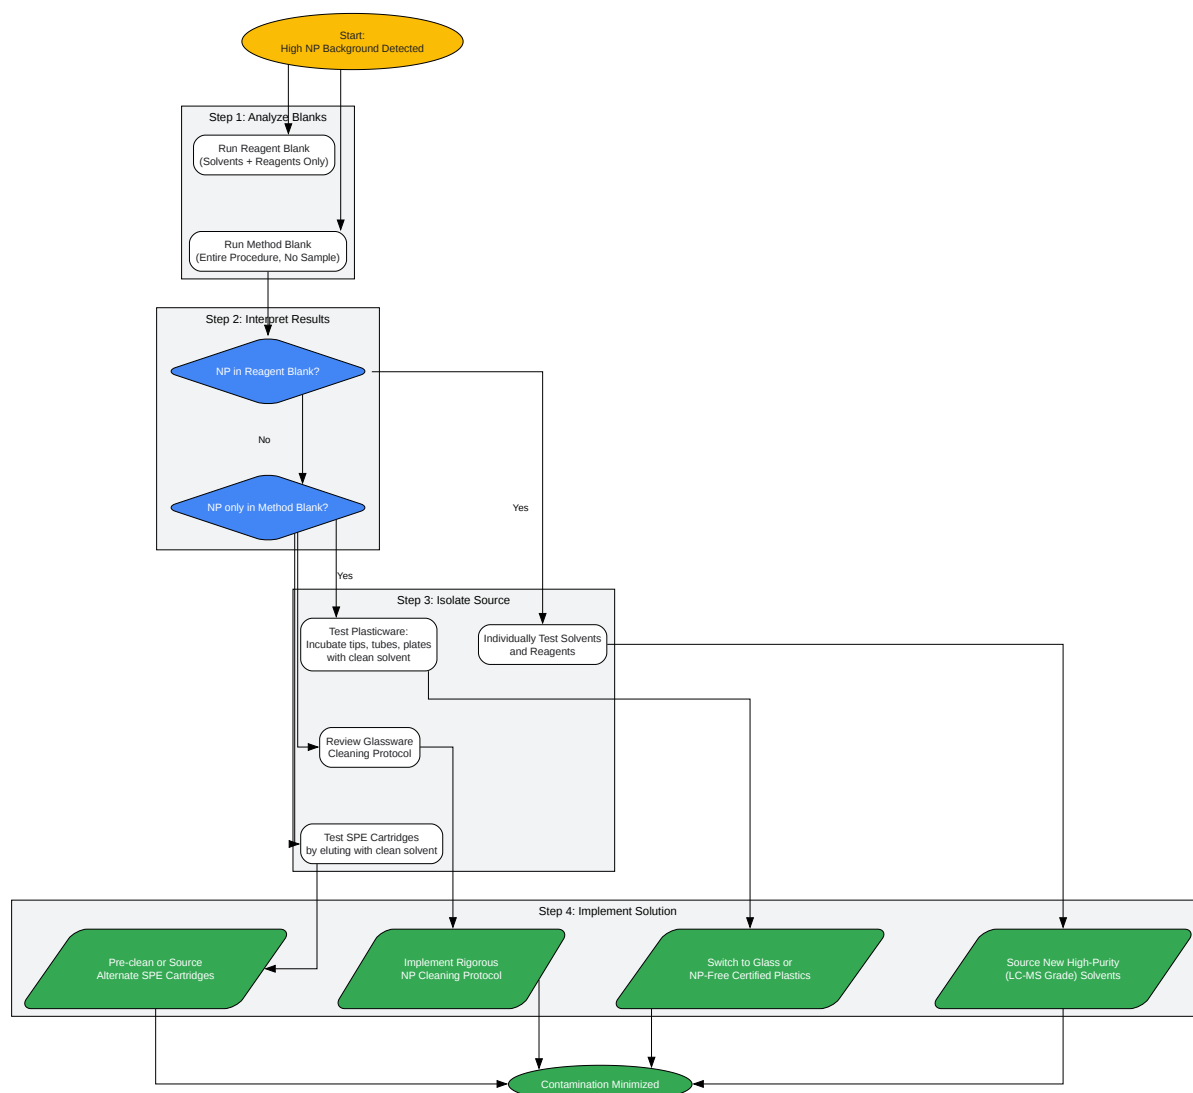 Start:
High NP Background Detected
Step 1: Analyze Blanks
Run Reagent Blank
(Solvents + Reagents Only)
Run Method Blank
(Entire Procedure, No Sample)
Step 2: Interpret Results
NP in Reagent Blank?
No
NP only in Method Blank?
Yes
Yes
Step 3: Isolate Source
Test Plasticware:
Incubate tips, tubes, plates
with clean solvent
Individually Test Solvents
and Reagents
Review Glassware
Cleaning Protocol
Test SPE Cartridges
by eluting with clean solvent
Step 4: Implement Solution
Pre-clean or Source
Alternate SPE Cartridges
Implement Rigorous
NP Cleaning Protocol
Switch to Glass or
NP-Free Certified Plastics
Source New High-Purity
(LC-MS Grade) Solvents
Contamination Minimized